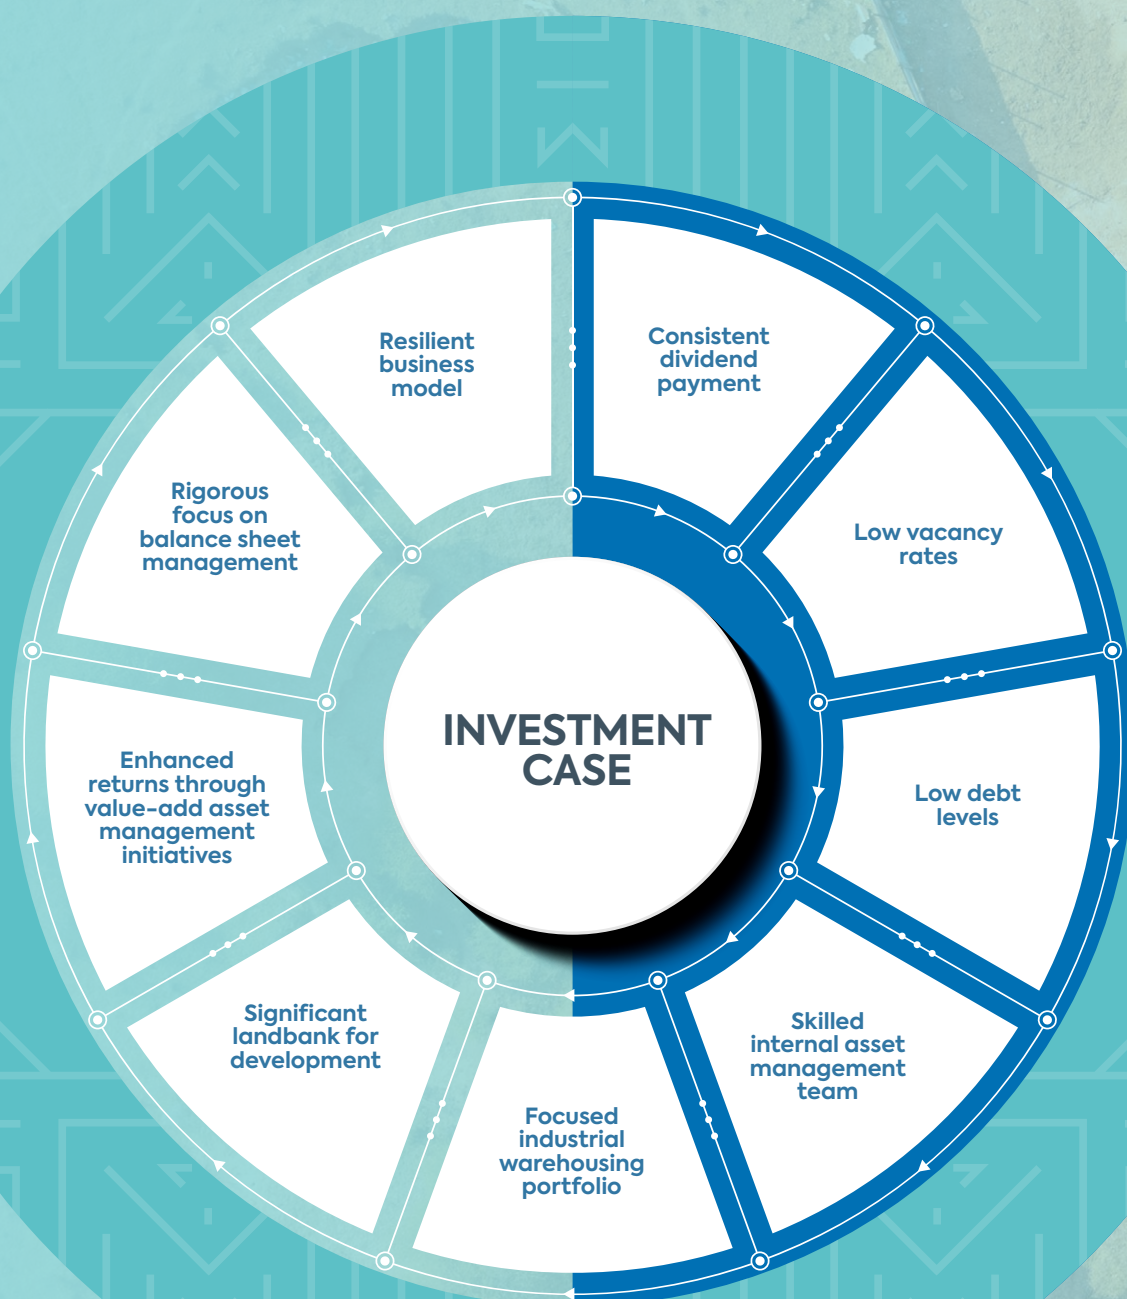 INVESTMENT
CASE
Consistent
dividend
payment
Low vacancy
rates
Low debt
levels
Skilled
internal asset
management
team
Focused
industrial
warehousing
portfolio
Significant
landbank for
development
Enhanced
returns through
value-add asset
management
initiatives
Rigorous
focus on
balance sheet
management
Resilient
business
model